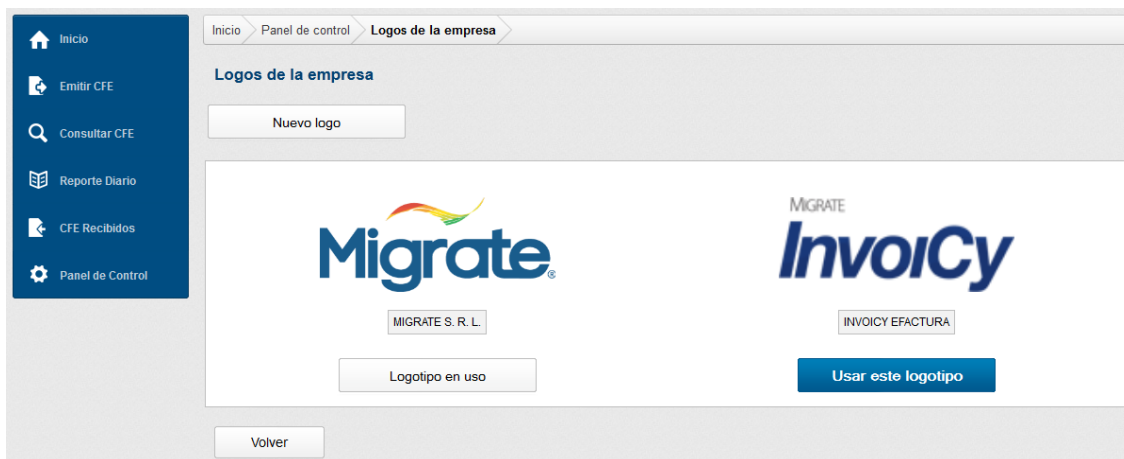 Inicio
Emitir CFE
Consultar CFE
Reporte Diario
CFE Recibidos
Panel de Control
Inicio Panel de control Logos de la empresa
Logos de la empresa
Nuevo logo
Migrate®
MIGRATE S. R. L.
Logotipo en uso
MIGRATE
InvoiCy
INVOICY EFACTURA
Usar este logotipo
Volver